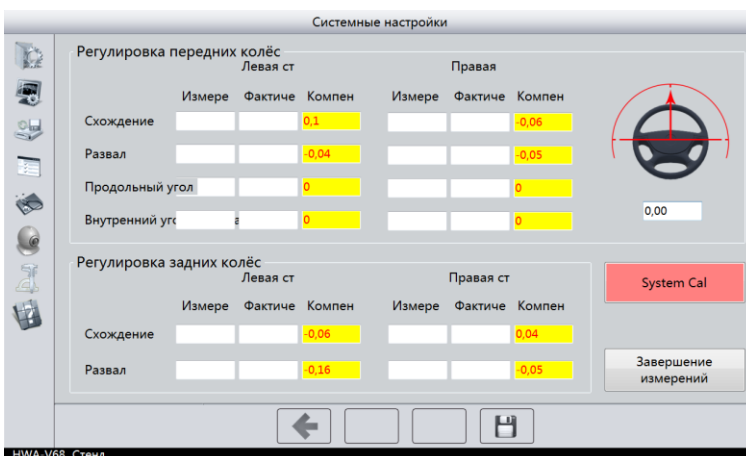 Системные настройки
Регулировка передних колёс
Левая ст Правая
Измере Фактиче Компен Измере Фактиче Компен
Схождение 0,1 -0,06
Развал -0,04 -0,05
Продольный угол 0 0
Внутренний 0 0
0,00
Регулировка задних колёс
Левая ст Правая ст
Измере Фактиче Компен Измере Фактиче Компен
Схождение -0,06 0,04
Развал -0,16 -0,05
System Cal
Завершение
измерений
HWA-V68 Стенд